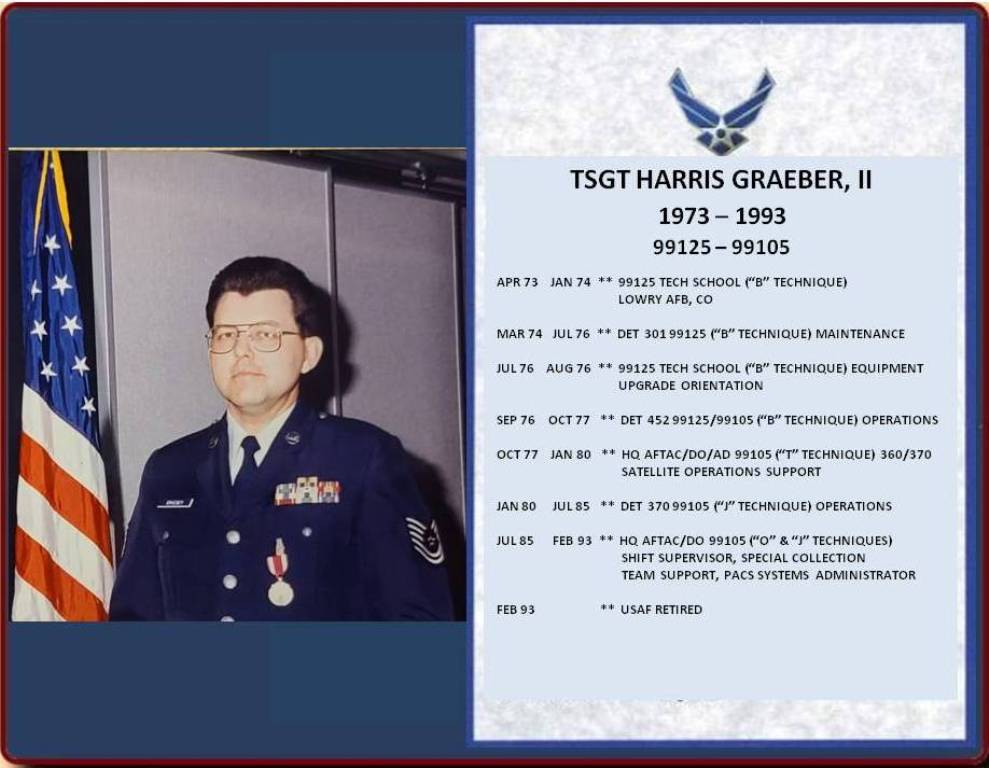 TSGT HARRIS GRAEBER, II
1973 – 1993
99125 – 99105
APR 73 JAN 74 ** 99125 TECH SCHOOL (“B” TECHNIQUE)
LOWRY AFB, CO
MAR 74 JUL 76 ** DET 301 99125 (“B” TECHNIQUE) MAINTENANCE
JUL 76 AUG 76 ** 99125 TECH SCHOOL (“B” TECHNIQUE) EQUIPMENT
UPGRADE ORIENTATION
SEP 76 OCT 77 ** DET 452 99125/99105 (“B” TECHNIQUE) OPERATIONS
OCT 77 JAN 80 ** HQ AFTAC/DO/AD 99105 (“T” TECHNIQUE) 360/370
SATELLITE OPERATIONS SUPPORT
JAN 80 JUL 85 ** DET 370 99105 (“J” TECHNIQUE) OPERATIONS
JUL 85 FEB 93 ** HQ AFTAC/DO 99105 (“O” & “J” TECHNIQUES)
SHIFT SUPERVISOR, SPECIAL COLLECTION
TEAM SUPPORT, PACS SYSTEMS ADMINISTRATOR
FEB 93 ** USAF RETIRED